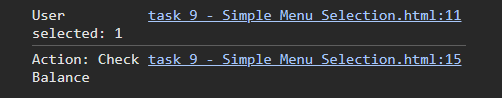 User task 9 - Simple Menu Selection.html:11
selected: 1
Action: Check task 9 - Simple Menu Selection.html:15
Balance